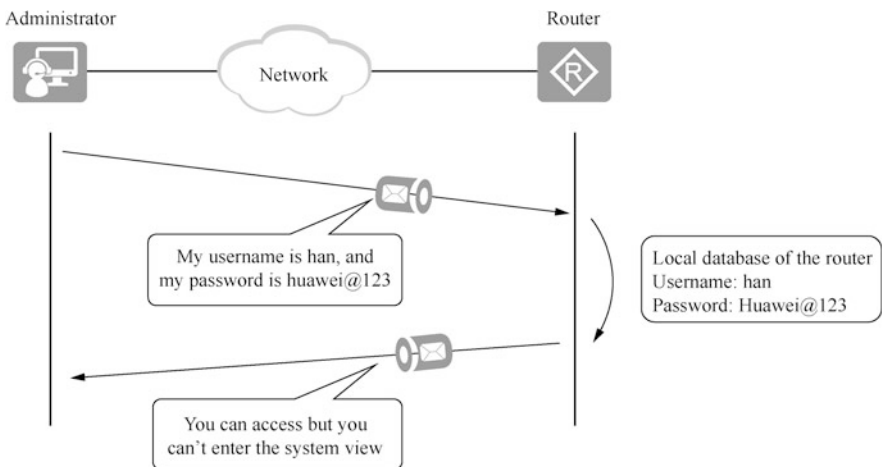 Administrator
Router
Network
R
My username is han, and
my password is huawei@123
Local database of the router
Username: han
Password: Huawei@123
You can access but you
can't enter the system view